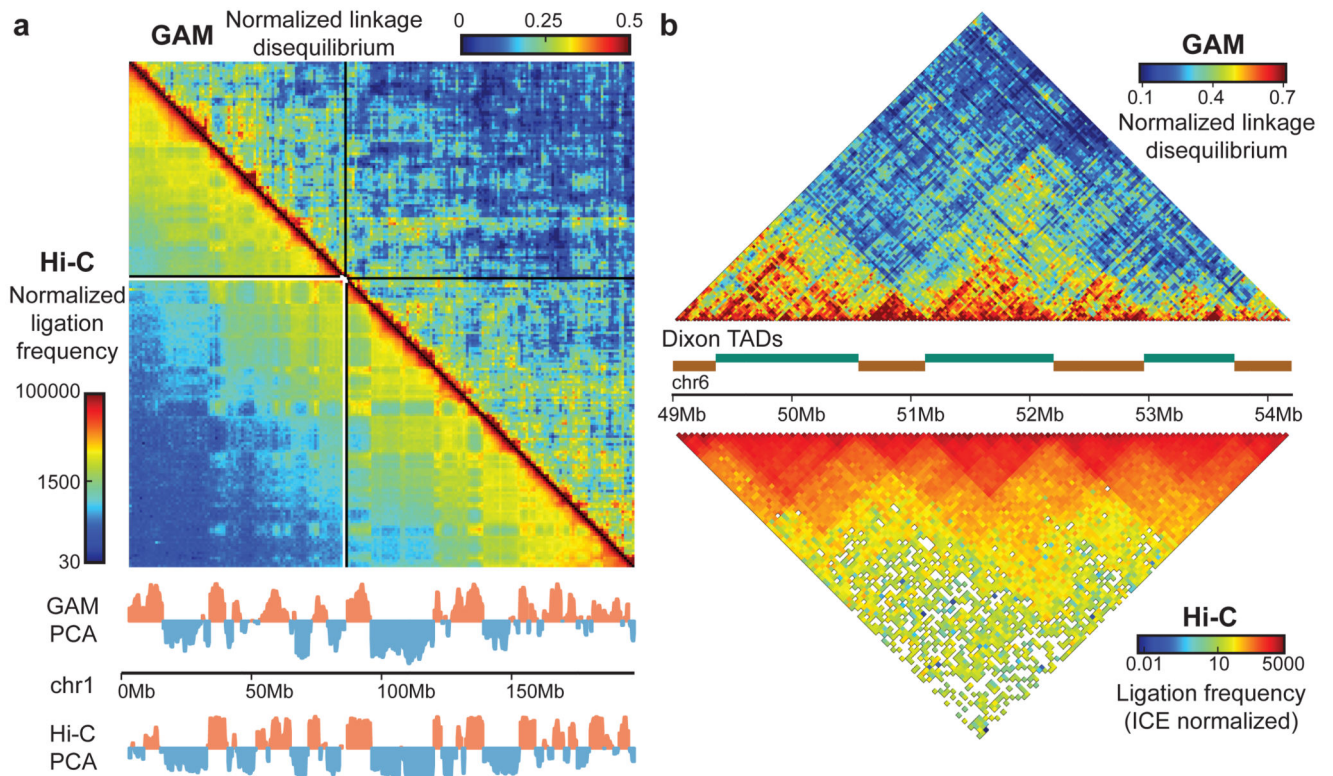 a
GAM
Normalized linkage
disequilibrium
0 0.25 0.5
Hi-C
Normalized
ligation
frequency
100000
1500
30
GAM
PCA
chr1
0Mb 50Mb 100Mb 150Mb
Hi-C
PCA
b
GAM
0.1 0.4 0.7
Normalized linkage
disequilibrium
Dixon TADs
chr6
49Mb 50Mb 51Mb 52Mb 53Mb 54Mb
Hi-C
0.01 10 5000
Ligation frequency
(ICE normalized)